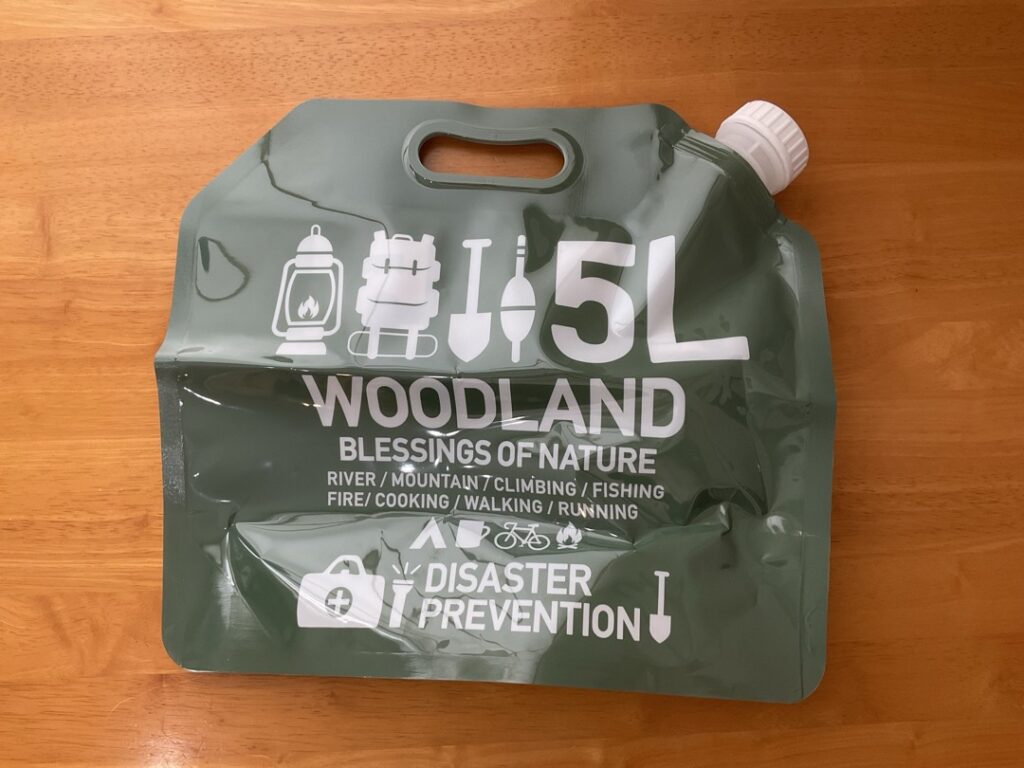 5L
WOODLAND
BLESSINGS OF NATURE
RIVER / MOUNTAIN / CLIMBING / FISHING
FIRE / COOKING / WALKING / RUNNING
DISASTER
PREVENTION